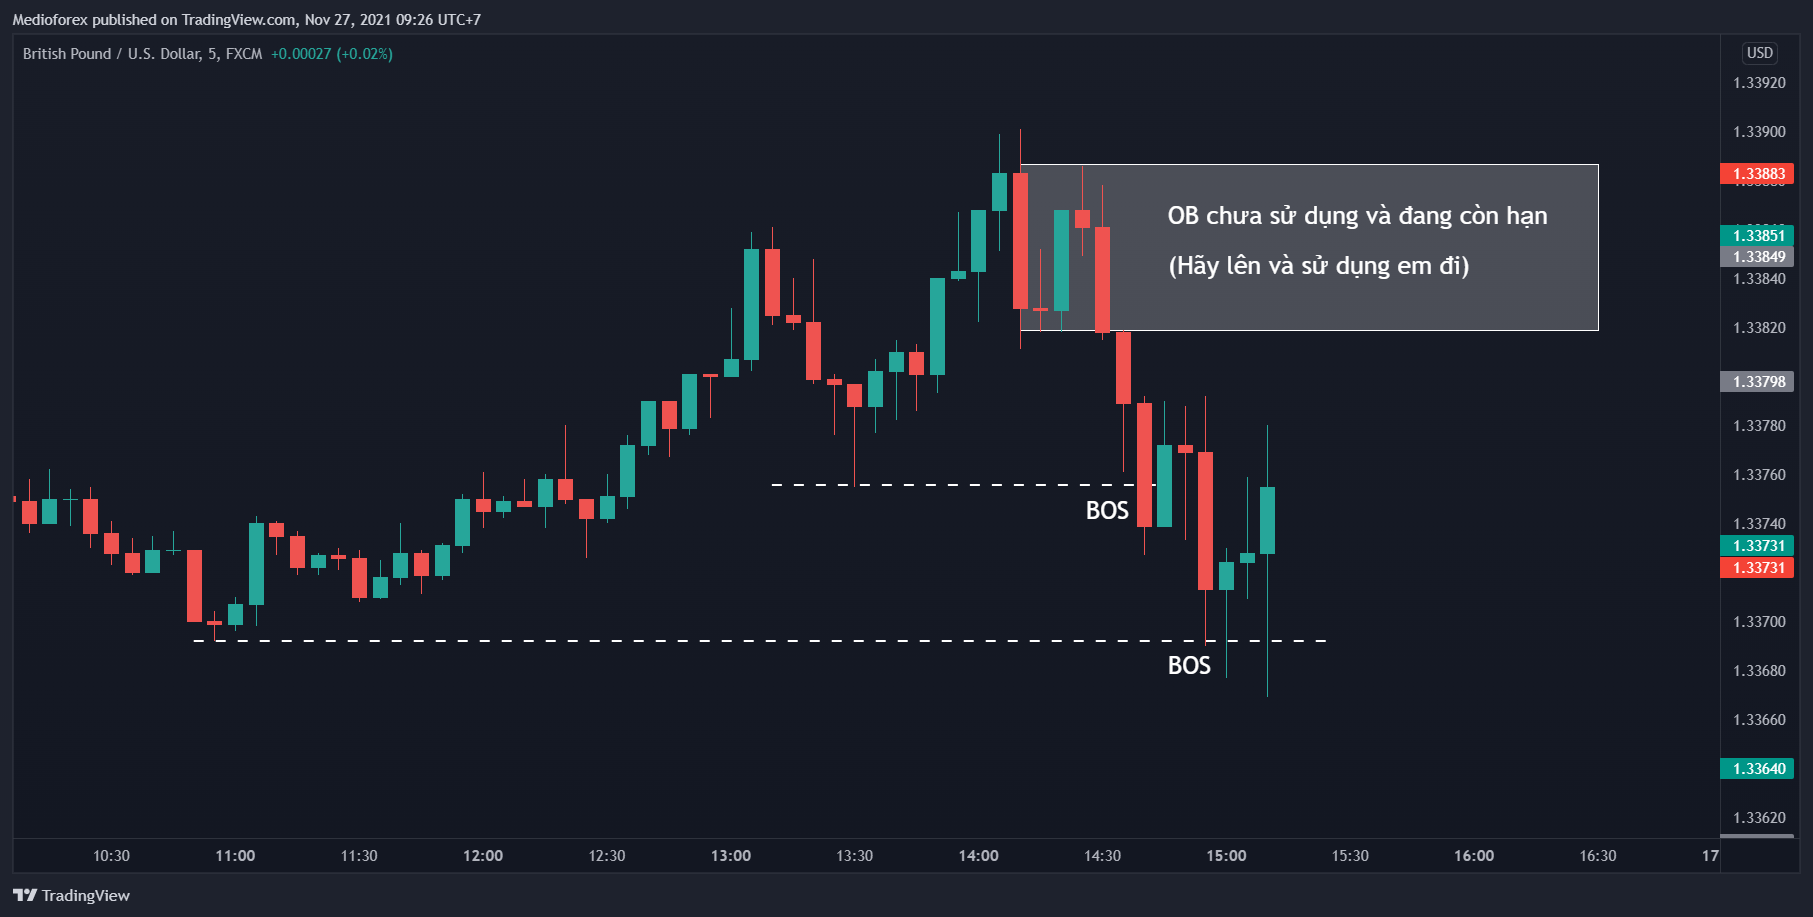 Medioforex published on TradingView.com, Nov 27, 2021 09:26 UTC+7
British Pound / U.S. Dollar, 5, FXCM +0.00027 (+0.02%)
USD
1.33920
1.33900
1.33883
OB chưa sử dụng và đang còn hạn
1.33851
1.33849
(Hãy lên và sử dụng em đi)
1.33840
1.33820
1.33798
1.33780
1.33760
BOS
1.33740
1.33731
1.33731
1.33700
BOS
1.33680
1.33660
1.33640
1.33620
10:30 11:00 11:30 12:00 12:30 13:00 13:30 14:00 14:30 15:00 15:30 16:00 16:30 17
TradingView